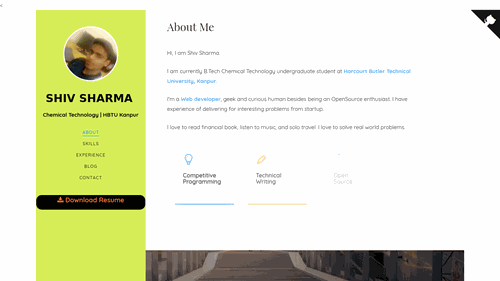 SHIV SHARMA
Chemical Technology | HBTU Kanpur
ABOUT
SKILLS
EXPERIENCE
BLOG
CONTACT
Download Resume
About Me
Hi, I am Shiv Sharma.
I am currently B.Tech Chemical Technology undergraduate student at Harcourt Butler Technical
University, Kanpur.
I'm a Web developer, geek and curious human besides being an OpenSource enthusiast. I have
experience of delivering for interesting problems from startup.
I love to read financial book, listen to music, and solo travel. I love to solve real world problems.
Competitive
Programming
Technical
Writing
Open
Source